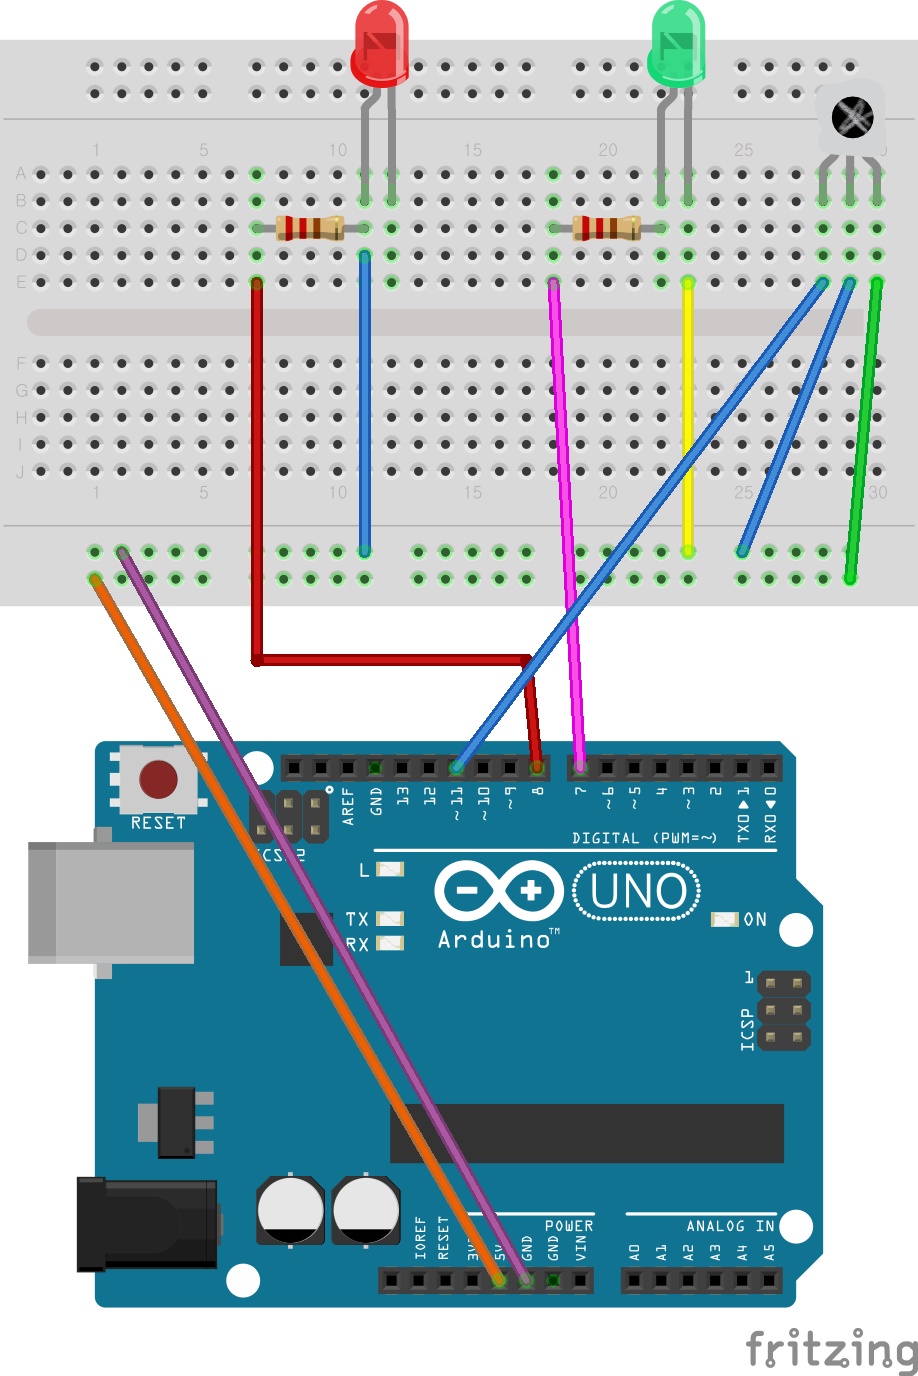 1 5 10 15 20 25 30
A
B
C
D
E
F
G
H
I
J
1 5 10 15 20 25 30
RESET
ICSP2
AREF
GND
13
12
~11
~10
~9
8
7
~6
~5
4
~3
2
TX0▶1
RX0◀0
DIGITAL (PWM=~)
L
TX
RX
UNO
Arduino™
ON
1
ICSP
POWER
ANALOG IN
IOREF
RESET
3V3
5V
GND
GND
VIN
A0
A1
A2
A3
A4
A5
fritzing